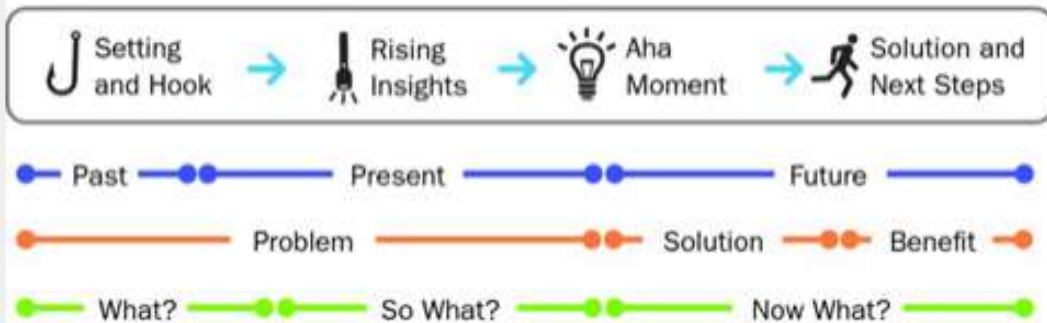 Setting and Hook
Rising Insights
Aha Moment
Solution and Next Steps
Past Present Future
Problem Solution Benefit
What? So What? Now What?